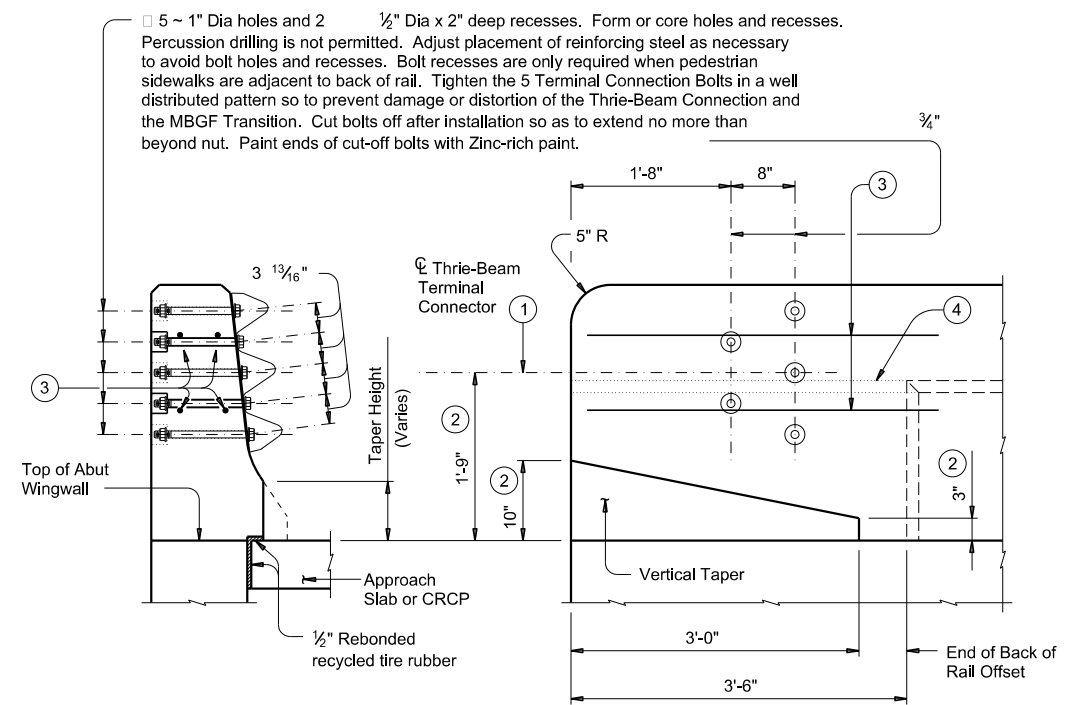 □ 5 ~ 1" Dia holes and 2 ½" Dia x 2" deep recesses. Form or core holes and recesses.
Percussion drilling is not permitted. Adjust placement of reinforcing steel as necessary
to avoid bolt holes and recesses. Bolt recesses are only required when pedestrian
sidewalks are adjacent to back of rail. Tighten the 5 Terminal Connection Bolts in a well
distributed pattern so to prevent damage or distortion of the Thrie-Beam Connection and
the MBGF Transition. Cut bolts off after installation so as to extend no more than
¾"
beyond nut. Paint ends of cut-off bolts with Zinc-rich paint.
1'-8"
8"
3
5" R
℄ Thrie-Beam
Terminal
Connector
1
3 13⁄16"
4
3
Taper Height
(Varies)
2
1'-9"
2
10"
2
3"
Top of Abut
Wingwall
Approach
Slab or CRCP
Vertical Taper
½" Rebonded
recycled tire rubber
3'-0"
End of Back of
Rail Offset
3'-6"